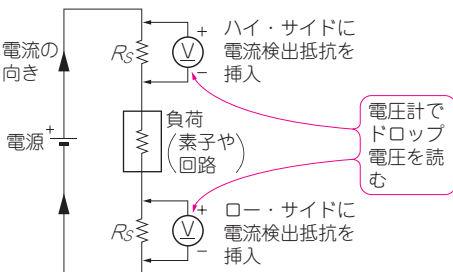 電流の
向き
RS
+
V
−
ハイ・サイドに
電流検出抵抗を
挿入
電源
+
負荷
(素子や
回路)
電圧計で
ドロップ
電圧を読
む
RS
+
V
−
ロー・サイドに
電流検出抵抗を
挿入